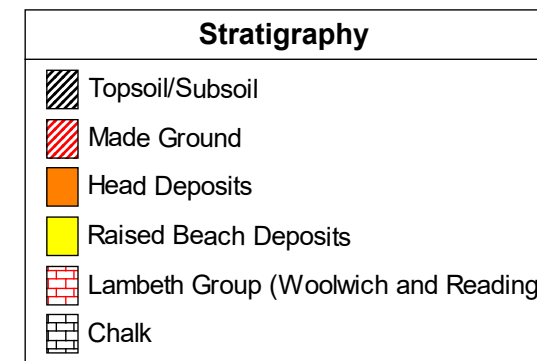 Stratigraphy
Topsoil/Subsoil
Made Ground
Head Deposits
Raised Beach Deposits
Lambeth Group (Woolwich and Reading
Chalk